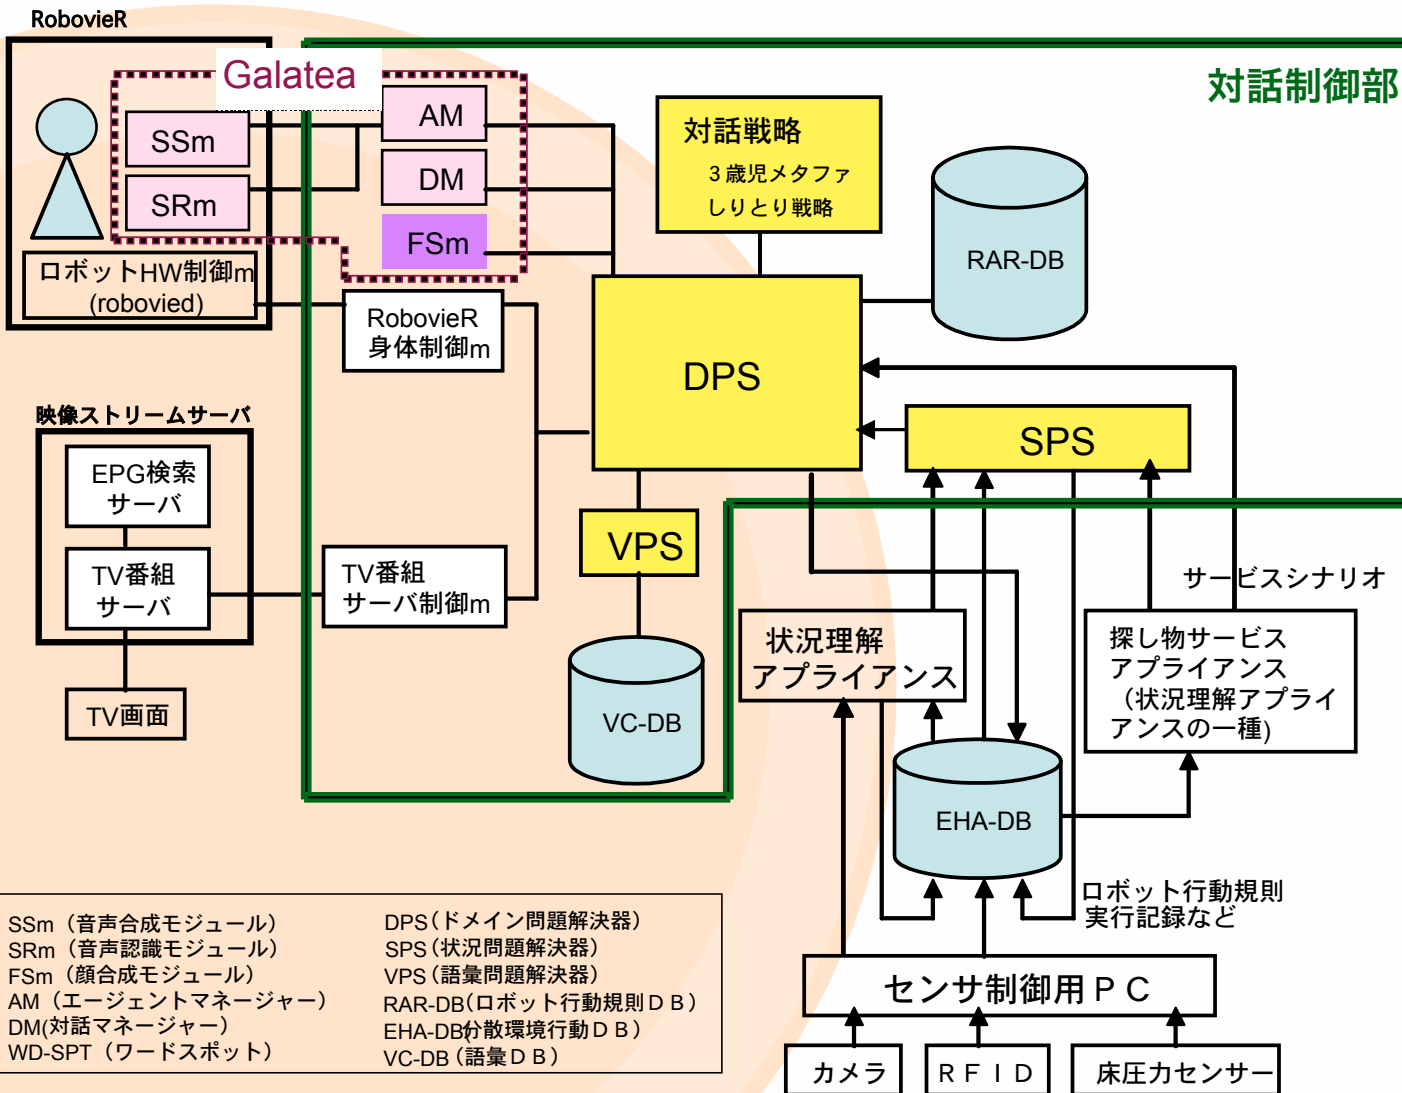 RobovieR
Galatea
対話制御部
SSm
SRm
AM
DM
FSm
ロボットHW制御m
(robovied)
対話戦略
３歳児メタファ
しりとり戦略
RAR-DB
RobovieR
身体制御m
DPS
SPS
映像ストリームサーバ
EPG検索
サーバ
TV番組
サーバ
TV画面
TV番組
サーバ制御m
VPS
VC-DB
サービスシナリオ
状況理解
アプライアンス
探し物サービス
アプライアンス
（状況理解アプライ
アンスの一種)
EHA-DB
ロボット行動規則
実行記録など
センサ制御用ＰＣ
カメラ
ＲＦＩＤ
床圧力センサー
SSm（音声合成モジュール）
SRm（音声認識モジュール）
FSm（顔合成モジュール）
AM（エージェントマネージャー）
DM(対話マネージャー）
WD-SPT（ワードスポット）
DPS（ドメイン問題解決器）
SPS（状況問題解決器）
VPS（語彙問題解決器）
RAR-DB(ロボット行動規則ＤＢ）
EHA-DB(分散環境行動ＤＢ）
VC-DB（語彙ＤＢ）